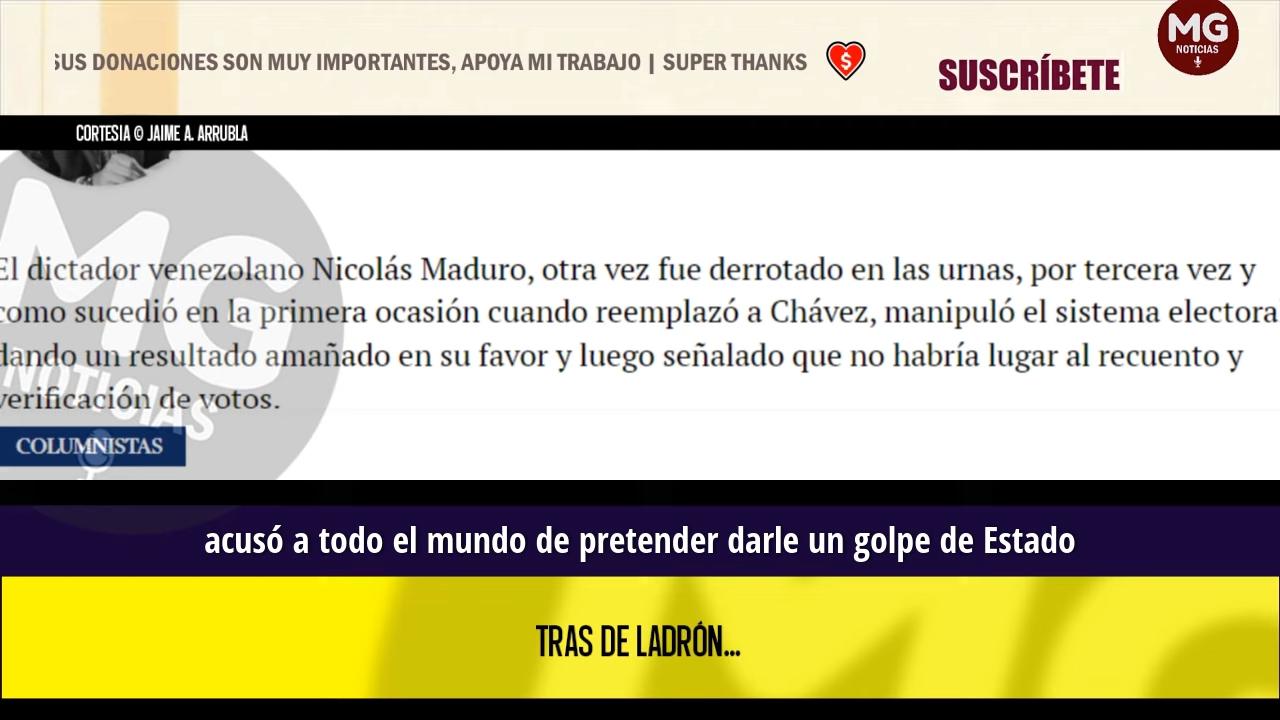 SUS DONACIONES SON MUY IMPORTANTES, APOYA MI TRABAJO | SUPER THANKS
$
SUSCRÍBETE
MG
NOTICIAS
CORTESIA © JAIME A. ARRUBLA
MG
NOTICIAS
El dictador venezolano Nicolás Maduro, otra vez fue derrotado en las urnas, por tercera vez y
como sucedió en la primera ocasión cuando reemplazó a Chávez, manipuló el sistema electora
dando un resultado amañado en su favor y luego señalado que no habría lugar al recuento y
verificación de votos.
COLUMNISTAS
acusó a todo el mundo de pretender darle un golpe de Estado
TRAS DE LADRÓN...